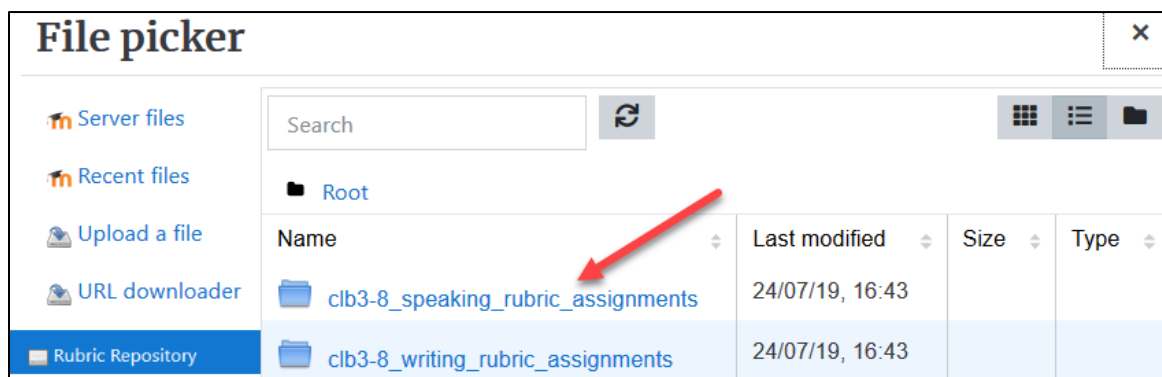 File picker
×
Server files
Recent files
Upload a file
URL downloader
Rubric Repository
Search
Root
Name Last modified Size Type
clb3-8_speaking_rubric_assignments 24/07/19, 16:43
clb3-8_writing_rubric_assignments 24/07/19, 16:43